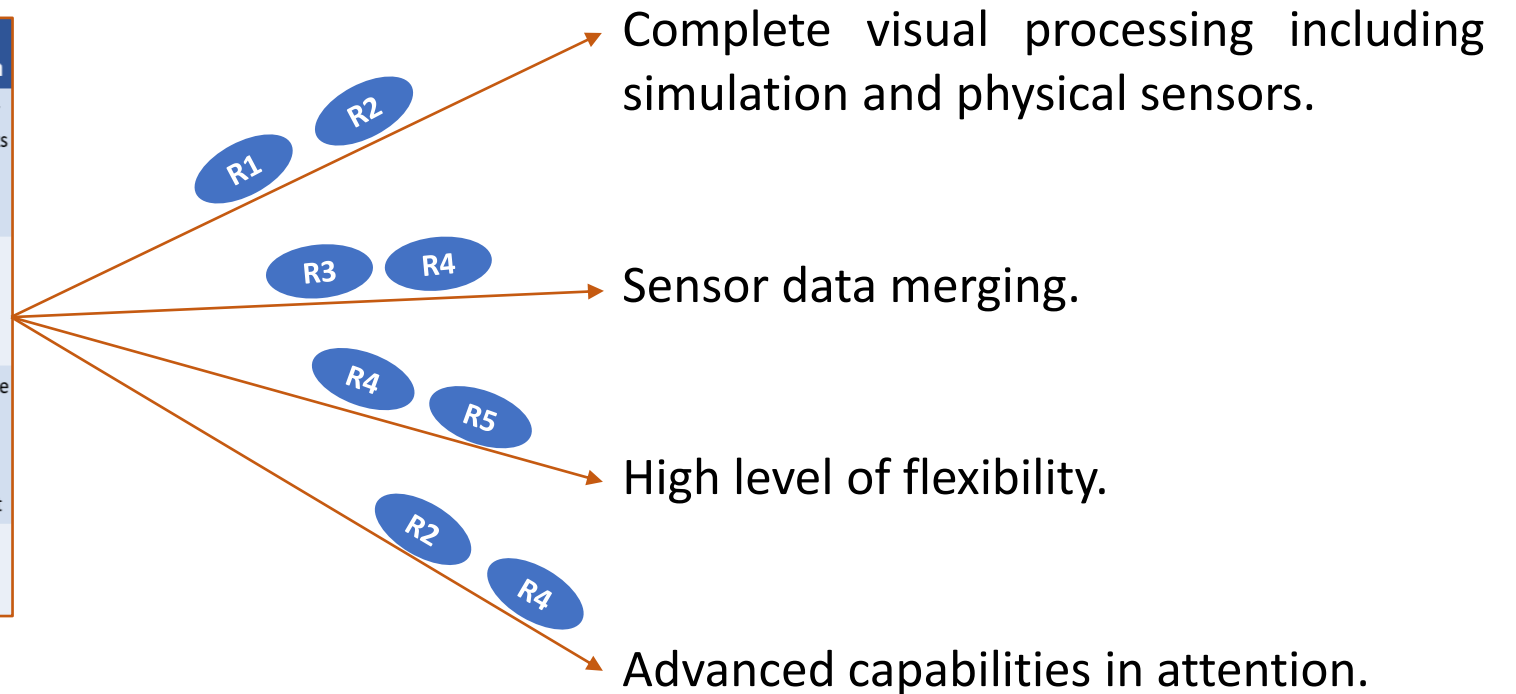 Complete visual processing including
simulation and physical sensors.
R1 R2
R3 R4
Sensor data merging.
R4 R5
High level of flexibility.
R2 R4
Advanced capabilities in attention.